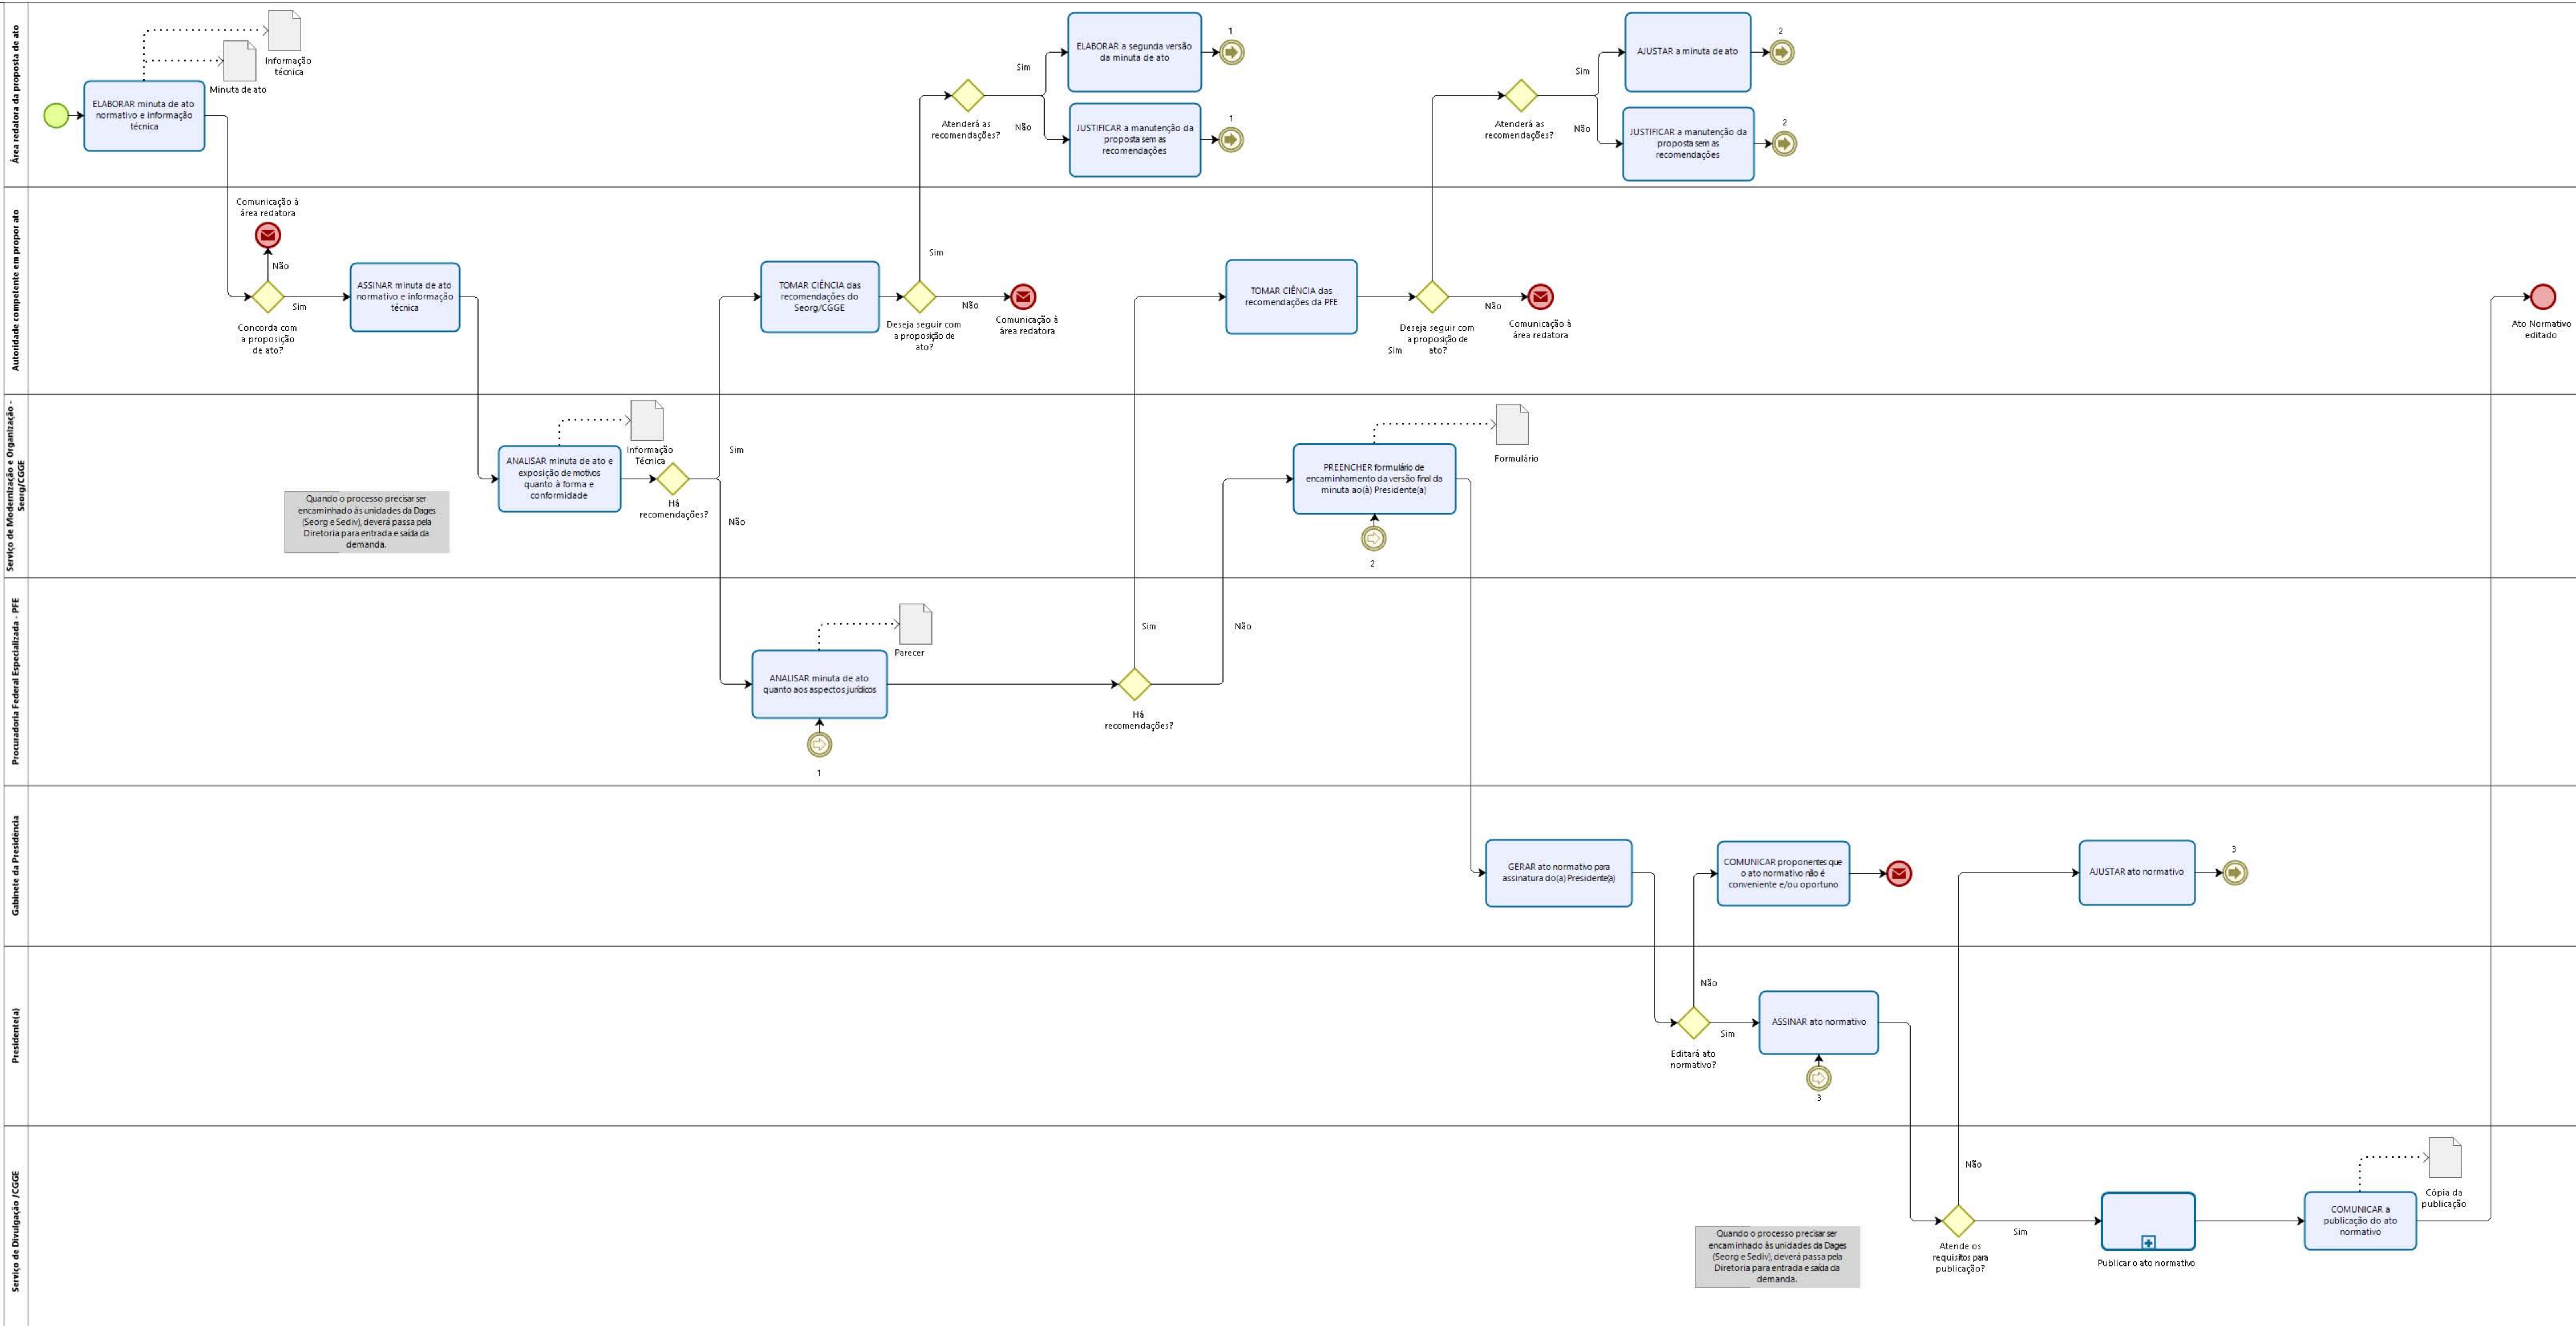 Área redatora da proposta de ato
ELABORAR minuta de ato
normativo e informação
técnica
Informação
técnica
Minuta de ato
Atenderá as
recomendações?
Sim
Não
ELABORAR a segunda versão
da minuta de ato
1
JUSTIFICAR a manutenção da
proposta sem as
recomendações
1
Atenderá as
recomendações?
Sim
Não
AJUSTAR a minuta de ato
2
JUSTIFICAR a manutenção da
proposta sem as
recomendações
2
Autoridade competente em propor ato
Comunicação à
área redatora
Não
Sim
Concorda com
a proposição
de ato?
ASSINAR minuta de ato
normativo e informação
técnica
TOMAR CIÊNCIA das
recomendações do
Seorg/CGGE
Sim
Não
Deseja seguir com
a proposição de
ato?
Comunicação à
área redatora
TOMAR CIÊNCIA das
recomendações da PFE
Deseja seguir com
a proposição de
ato?
Sim
Não
Comunicação à
área redatora
Ato Normativo
editado
Serviço de Modernização e Organização -
Seorg/CGGE
Quando o processo precisar ser
encaminhado às unidades da Dages
(Seorg e Sediv), deverá passa pela
Diretoria para entrada e saída da
demanda.
ANALISAR minuta de ato e
exposição de motivos
quanto à forma e
conformidade
Informação
Técnica
Há
recomendações?
Sim
Não
PREENCHER formulário de
encaminhamento da versão final da
minuta ao(à) Presidente(a)
Formulário
2
Procuradoria Federal Especializada - PFE
ANALISAR minuta de ato
quanto aos aspectos jurídicos
Parecer
1
Há
recomendações?
Sim
Não
Gabinete da Presidência
GERAR ato normativo para
assinatura do(a) Presidente(a)
COMUNICAR proponentes que
o ato normativo não é
conveniente e/ou oportuno
AJUSTAR ato normativo
3
Presidente(a)
Não
Sim
Editará ato
normativo?
ASSINAR ato normativo
3
Serviço de Divulgação /CGGE
Quando o processo precisar ser
encaminhado às unidades da Dages
(Seorg e Sediv), deverá passa pela
Diretoria para entrada e saída da
demanda.
Não
Sim
Atende os
requisitos para
publicação?
Publicar o ato normativo
COMUNICAR a
publicação do ato
normativo
Cópia da
publicação